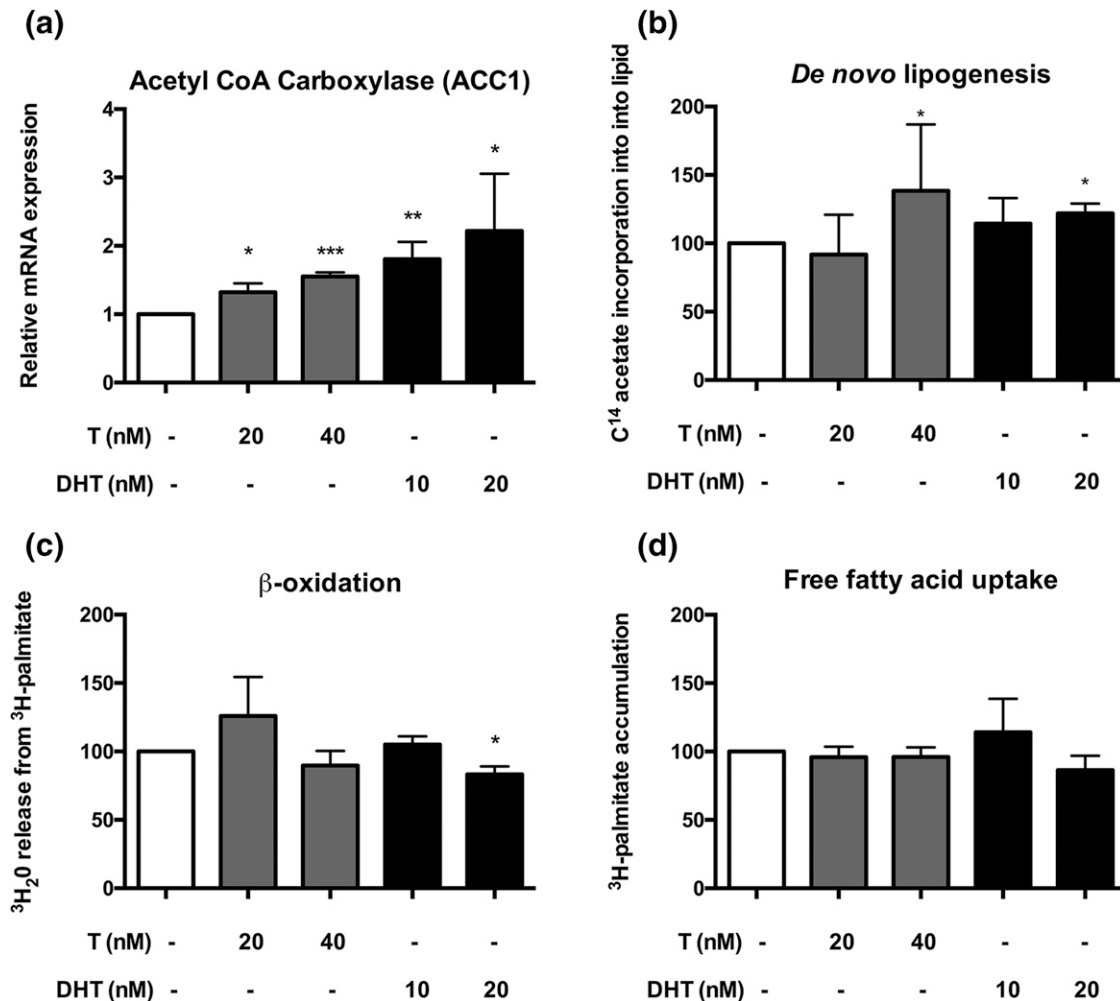 (a)
Acetyl CoA Carboxylase (ACC1)
Relative mRNA expression
4
3
2
1
0
*
***
**
*
T (nM) - 20 40 - -
DHT (nM) - - - 10 20
(b)
De novo lipogenesis
C¹⁴ acetate incorporation into into lipid
200
150
100
50
0
*
*
T (nM) - 20 40 - -
DHT (nM) - - - 10 20
(c)
β-oxidation
³H₂0 release from ³H-palmitate
200
150
100
50
0
*
T (nM) - 20 40 - -
DHT (nM) - - - 10 20
(d)
Free fatty acid uptake
³H-palmitate accumulation
200
150
100
50
0
T (nM) - 20 40 - -
DHT (nM) - - - 10 20